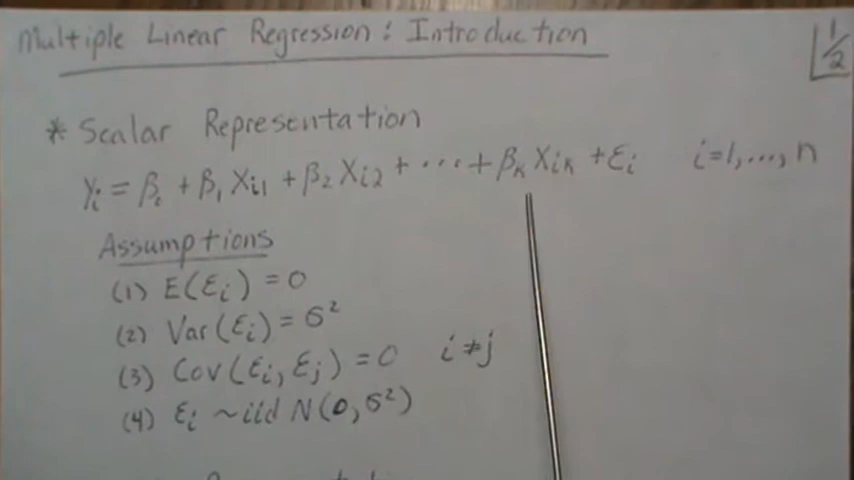 Multiple Linear Regression: Introduction
1/2
* Scalar Representation
Yᵢ = β₀ + β₁ Xᵢ₁ + β₂ Xᵢ₂ + ··· + βₖ Xᵢₖ + εᵢ i=1,..., n
Assumptions
(1) E(εᵢ) = 0
(2) Var(εᵢ) = σ²
(3) Cov(εᵢ, εⱼ) = 0 i ≠ j
(4) εᵢ ~ iid N(0, σ²)